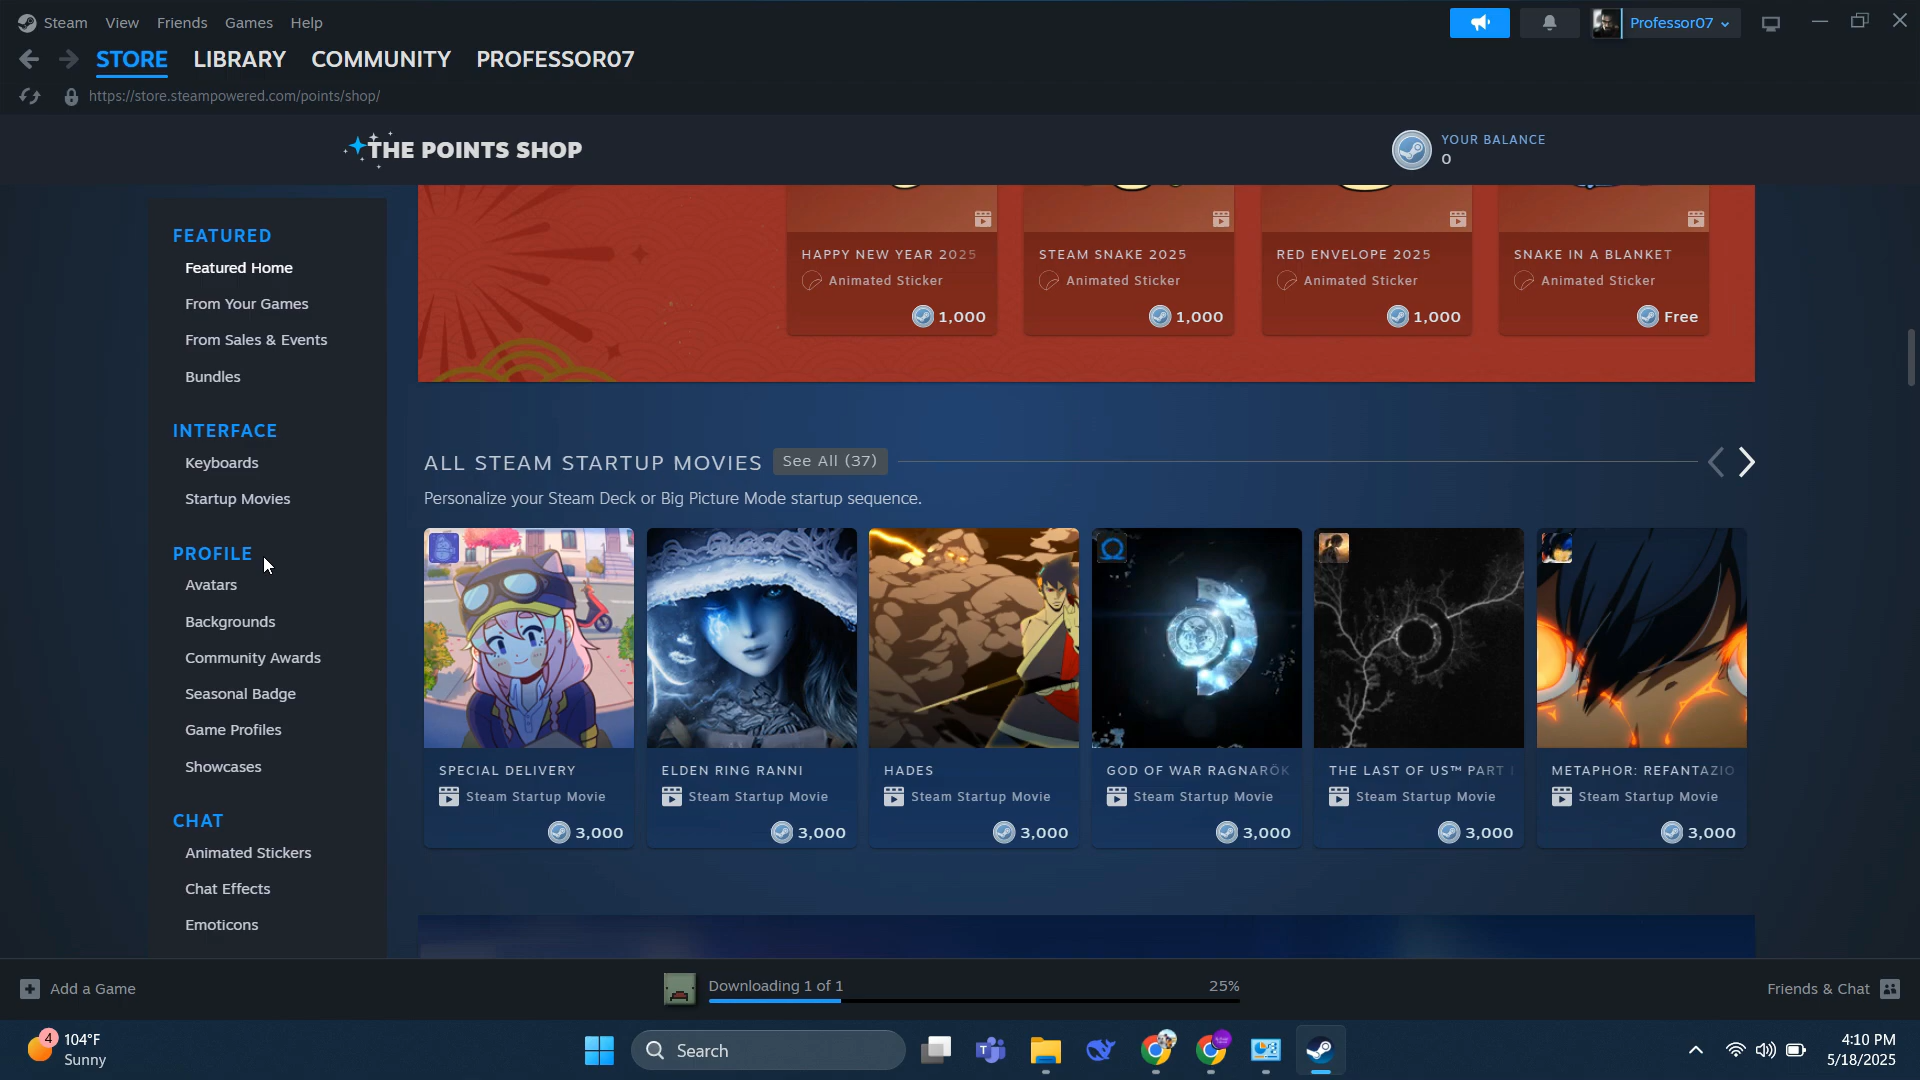 Steam View Friends Games Help
Professor07
STORE LIBRARY COMMUNITY PROFESSOR07
https://store.steampowered.com/points/shop/
THE POINTS SHOP
YOUR BALANCE
0
FEATURED
Featured Home
From Your Games
From Sales & Events
Bundles
INTERFACE
Keyboards
Startup Movies
PROFILE
Avatars
Backgrounds
Community Awards
Seasonal Badge
Game Profiles
Showcases
CHAT
Animated Stickers
Chat Effects
Emoticons
HAPPY NEW YEAR 2025
Animated Sticker
1,000
STEAM SNAKE 2025
Animated Sticker
1,000
RED ENVELOPE 2025
Animated Sticker
1,000
SNAKE IN A BLANKET
Animated Sticker
Free
ALL STEAM STARTUP MOVIES See All (37)
Personalize your Steam Deck or Big Picture Mode startup sequence.
SPECIAL DELIVERY
Steam Startup Movie
3,000
ELDEN RING RANNI
Steam Startup Movie
3,000
HADES
Steam Startup Movie
3,000
GOD OF WAR RAGNARÖK
Steam Startup Movie
3,000
THE LAST OF US™ PART I
Steam Startup Movie
3,000
METAPHOR: REFANTAZIO
Steam Startup Movie
3,000
Add a Game
Downloading 1 of 1 25%
Friends & Chat
4
104°F
Sunny
Search
4:10 PM
5/18/2025